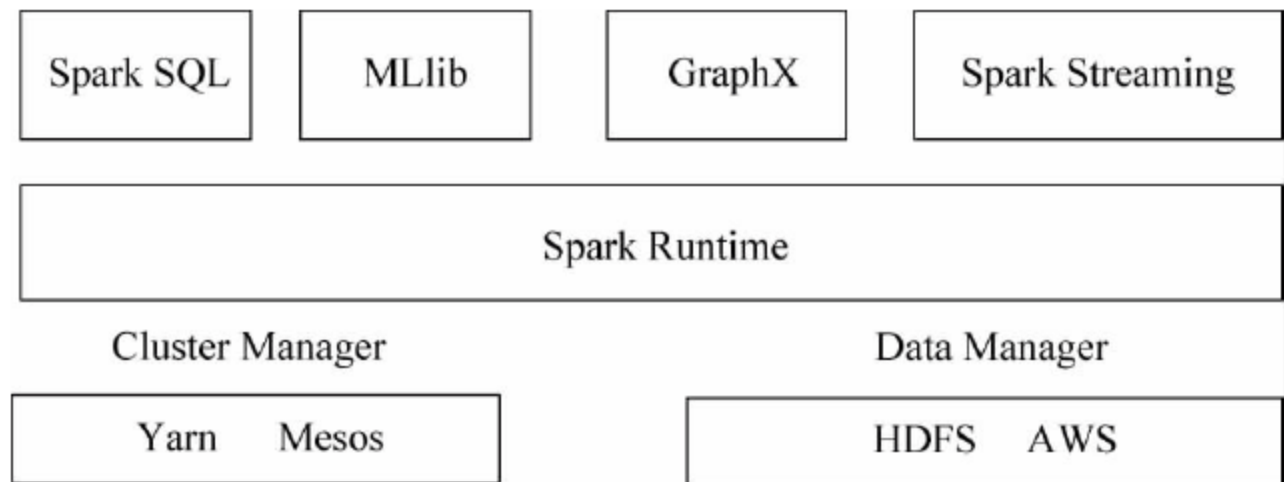 Spark SQL
MLlib
GraphX
Spark Streaming
Spark Runtime
Cluster Manager
Data Manager
Yarn Mesos
HDFS AWS